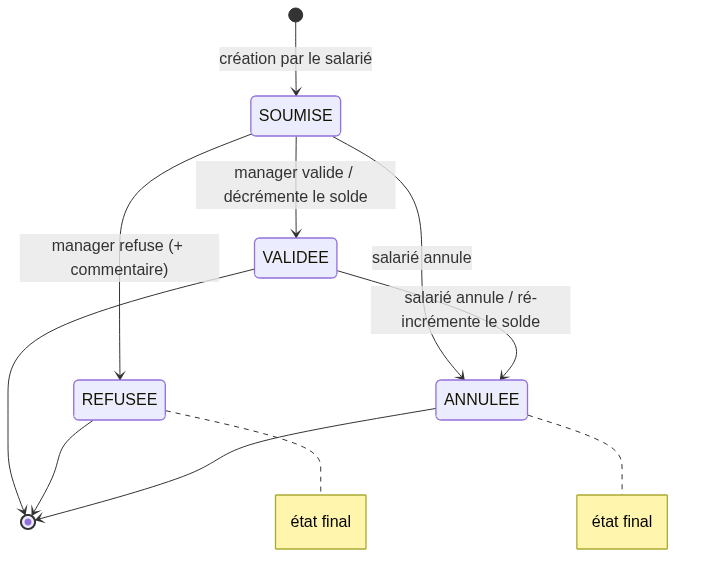 création par le salarié
SOUMISE
manager valide /
décrémente le solde
manager refuse (+
commentaire)
salarié annule
VALIDEE
salarié annule / ré-
incrémente le solde
REFUSEE
ANNULEE
état final
état final